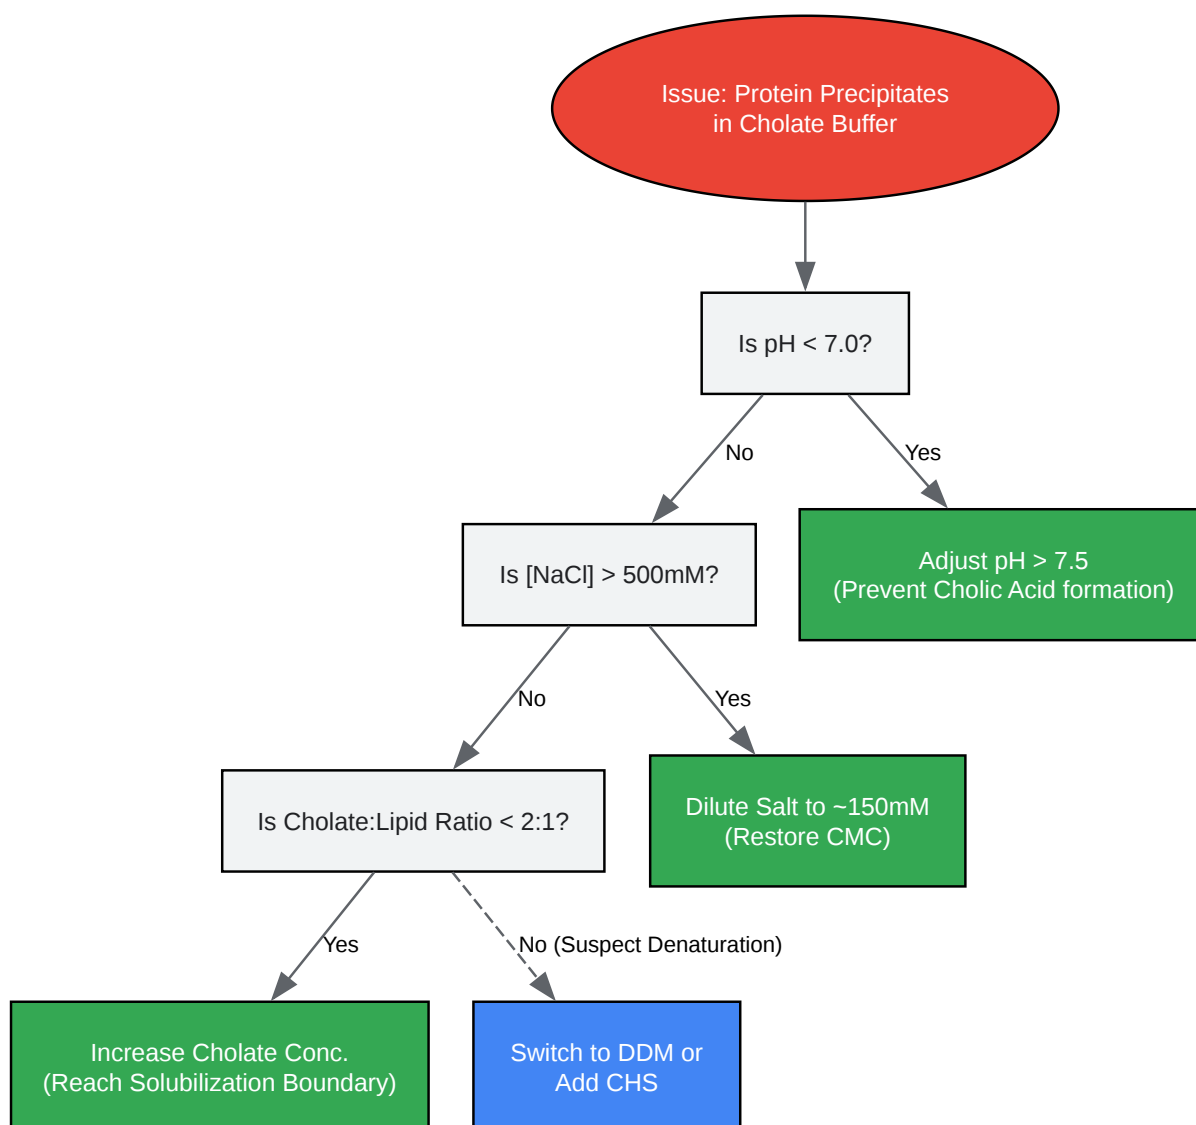 Issue: Protein Precipitates
in Cholate Buffer
Is pH < 7.0?
No
Yes
Is [NaCl] > 500mM?
Adjust pH > 7.5
(Prevent Cholic Acid formation)
No
Yes
Is Cholate:Lipid Ratio < 2:1?
Dilute Salt to ~150mM
(Restore CMC)
Yes
No (Suspect Denaturation)
Increase Cholate Conc.
(Reach Solubilization Boundary)
Switch to DDM or
Add CHS